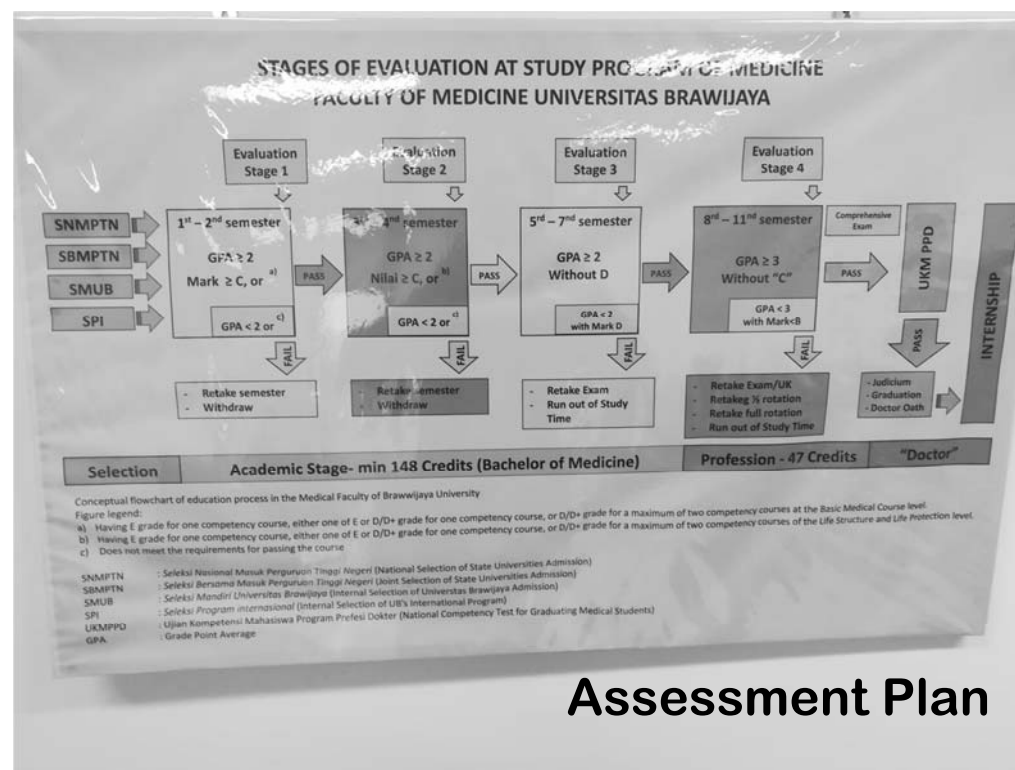 STAGES OF EVALUATION AT STUDY PROGRAM OF MEDICINE
FACULTY OF MEDICINE UNIVERSITAS BRAWIJAYA
Evaluation
Stage 1
Evaluation
Stage 2
Evaluation
Stage 3
Evaluation
Stage 4
SNMPTN
SBMPTN
SMUB
SPI
1st – 2nd semester
GPA ≥ 2
Mark ≥ C, or a)
GPA < 2 or c)
PASS
4nd semester
GPA ≥ 2
Nilai ≥ C, or b)
GPA < 2 or c)
PASS
5rd – 7nd semester
GPA ≥ 2
Without D
GPA < 2
with Mark D
PASS
8rd – 11nd semester
GPA ≥ 3
Without “C”
GPA < 3
with Mark<B
Comprehensive
Exam
PASS
UKM PPD
INTERNSHIP
FAIL
FAIL
FAIL
FAIL
PASS
- Retake semester
- Withdraw
- Retake semester
- Withdraw
- Retake Exam
- Run out of Study
Time
- Retake Exam/UK
- Retakeg ½ rotation
- Retake full rotation
- Run out of Study Time
- Judicium
- Graduation
- Doctor Oath
Selection
Academic Stage- min 148 Credits (Bachelor of Medicine)
Profession - 47 Credits
"Doctor"
Conceptual flowchart of education process in the Medical Faculty of Brawwijaya University
Figure legend:
a) Having E grade for one competency course, either one of E or D/D+ grade for one competency course, or D/D+ grade for a maximum of two competency courses at the Basic Medical Course level.
b) Having E grade for one competency course, either one of E or D/D+ grade for one competency course, or D/D+ grade for a maximum of two competency courses of the Life Structure and Life Protection level.
c) Does not meet the requirements for passing the course
SNMPTN : Seleksi Nasional Masuk Perguruan Tinggi Negeri (National Selection of State Universities Admission)
SBMPTN : Seleksi Bersama Masuk Perguruan Tinggi Negeri (Joint Selection of State Universities Admission)
SMUB : Seleksi Mandiri Universitas Brawijaya (Internal Selection of Universtas Brawijaya Admission)
SPI : Seleksi Program internasional (Internal Selection of UB's International Program)
UKMPPD : Ujian Kompetensi Mahasiswa Program Prefesi Dokter (National Competency Test for Graduating Medical Students)
GPA : Grade Point Average
Assessment Plan